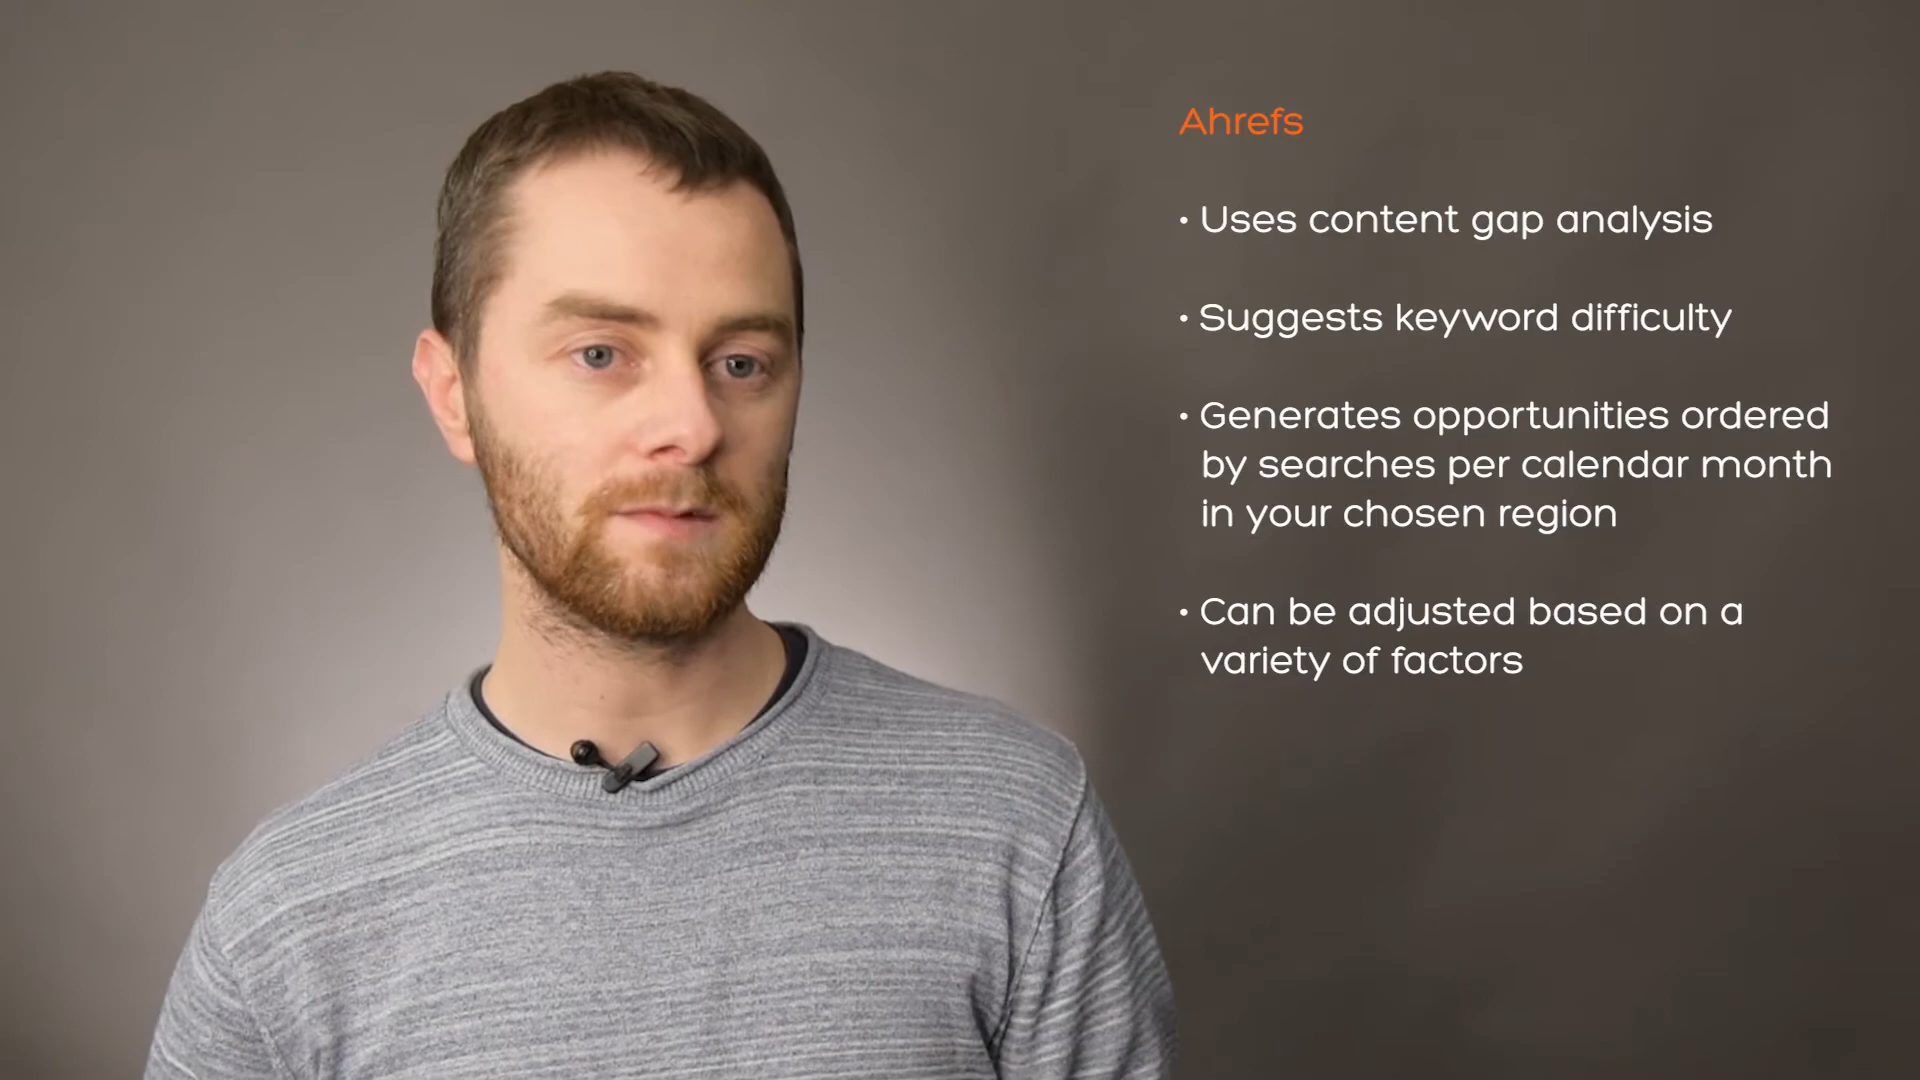 Ahrefs
• Uses content gap analysis
• Suggests keyword difficulty
• Generates opportunities ordered
by searches per calendar month
in your chosen region
• Can be adjusted based on a
variety of factors